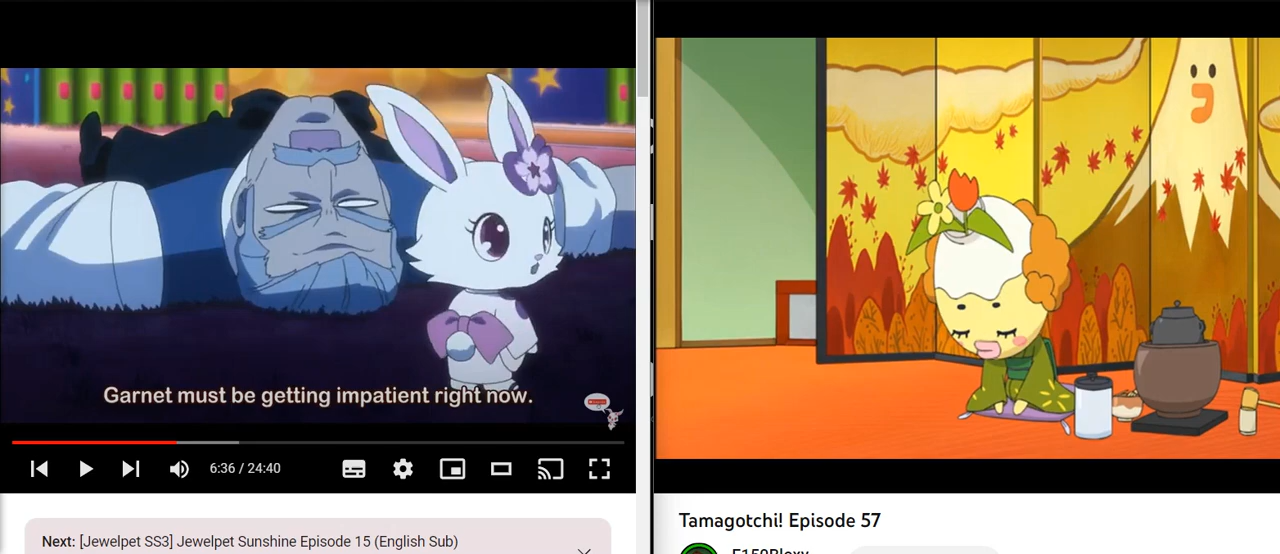 Garnet must be getting impatient right now.
6:36 / 24:40
Next: [Jewelpet SS3] Jewelpet Sunshine Episode 15 (English Sub)
Tamagotchi! Episode 57